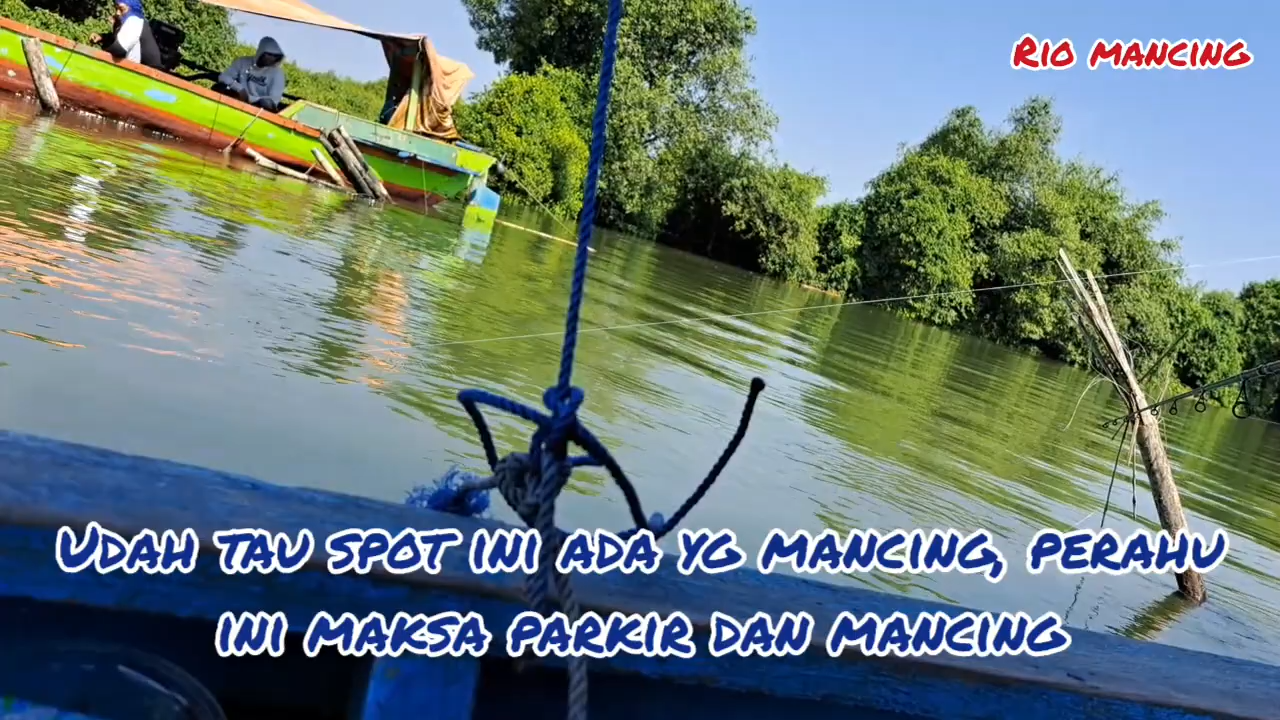 Rio mancing
Udah tau spot ini ada yg mancing, perahu
ini maksa parkir dan mancing